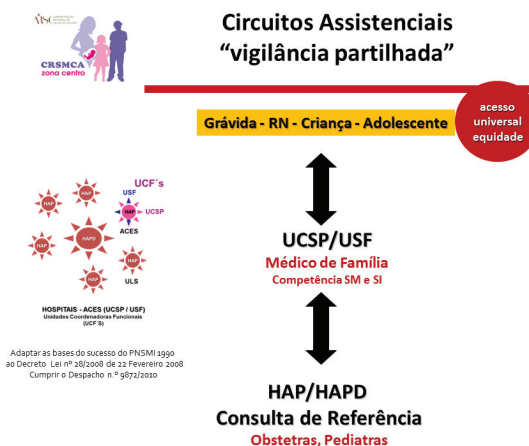 Circuitos Assistenciais
“vigilância partilhada”
CRSMCA
zona centro
acesso
universal
equidade
Grávida - RN - Criança - Adolescente
UCF´s
USF
HAP
HAP
HAP
UCSP
ACES
HAPD
HAP
HAP
HAP
ULS
HOSPITAIS - ACES (UCSP / USF)
Unidades Coordenadoras Funcionais
(UCF´S)
UCSP/USF
Médico de Família
Competência SM e SI
Adaptar as bases do sucesso do PNSMI 1990
ao Decreto Lei nº 28/2008 de 22 Fevereiro 2008
Cumprir o Despacho n.º 9872/2010
HAP/HAPD
Consulta de Referência
Obstetras, Pediatras